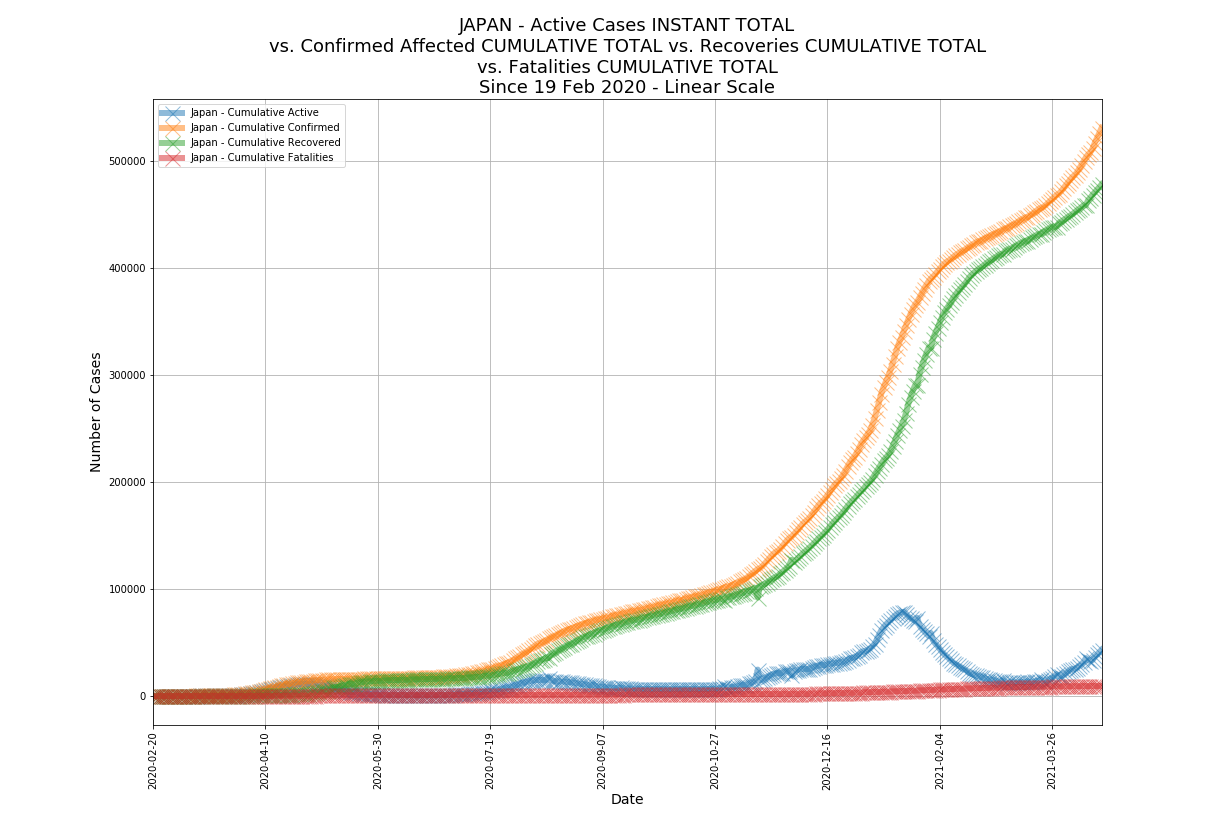 JAPAN - Active Cases INSTANT TOTAL
vs. Confirmed Affected CUMULATIVE TOTAL vs. Recoveries CUMULATIVE TOTAL
vs. Fatalities CUMULATIVE TOTAL
Since 19 Feb 2020 - Linear Scale
Japan - Cumulative Active
Japan - Cumulative Confirmed
Japan - Cumulative Recovered
Japan - Cumulative Fatalities
Number of Cases
500000
400000
300000
200000
100000
0
2020-02-20
2020-04-10
2020-05-30
2020-07-19
2020-09-07
2020-10-27
2020-12-16
2021-02-04
2021-03-26
Date